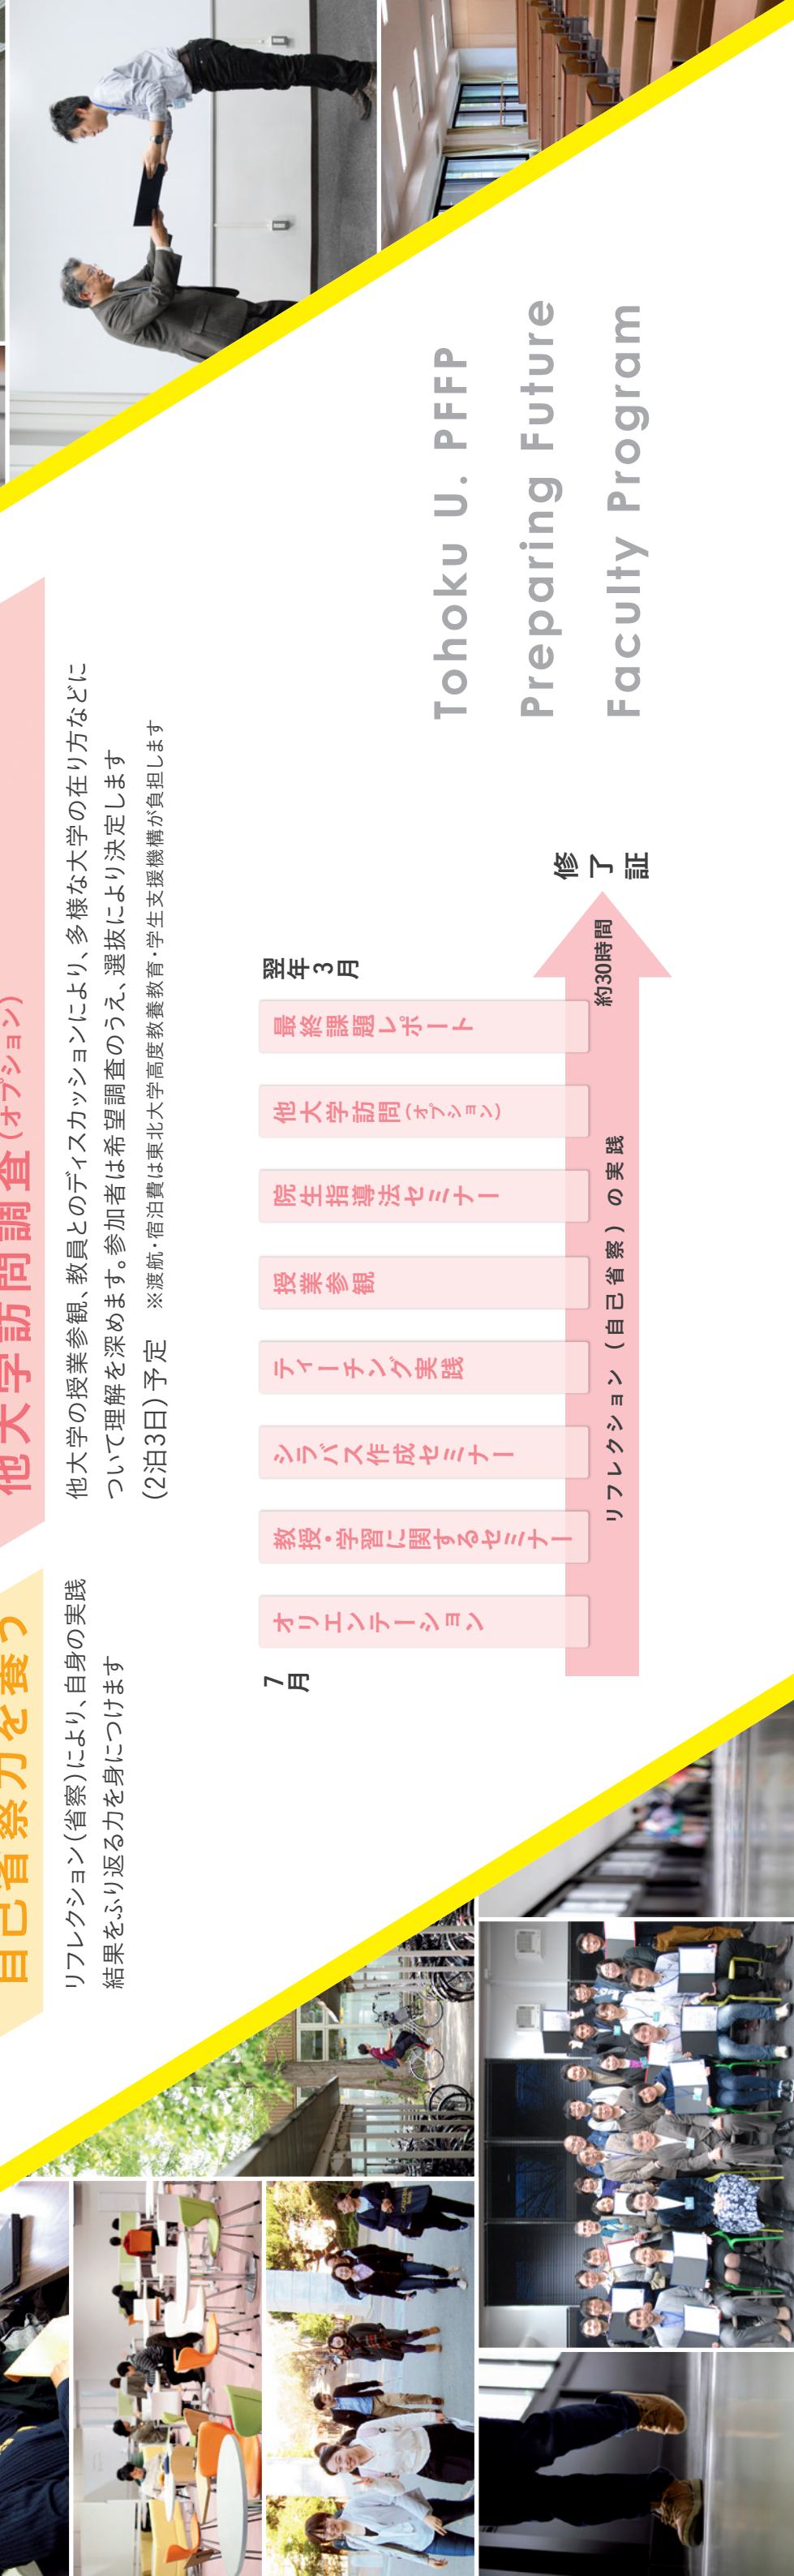 自己省察力を養う
リフレクション（省察）により、自身の実践
結果をふり返る力を身につけます
他大学訪問調査（オプション）
他大学の授業参観、教員とのディスカッションにより、多様な大学の在り方などに
ついて理解を深めます。参加者は希望調査のうえ、選抜により決定します
（2泊3日）予定　※渡航・宿泊費は東北大学高度教養教育・学生支援機構が負担します
7月
オリエンテーション
教授・学習に関するセミナー
シラバス作成セミナー
ティーチング実践
授業参観
院生指導法セミナー
他大学訪問（オプション）
最終課題レポート
翌年3月
リフレクション（自己省察）の実践
約30時間
修了証
Tohoku U. PFFP
Preparing Future
Faculty Program